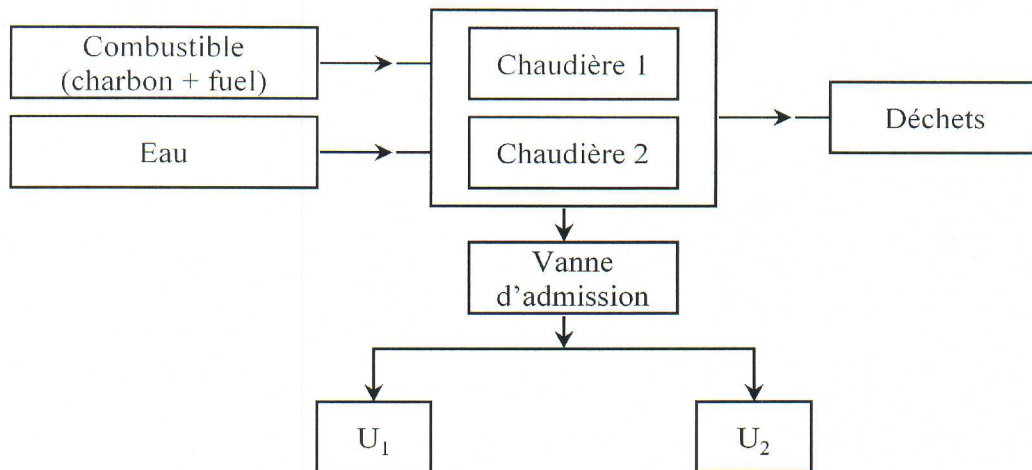 Combustible
(charbon + fuel)
Chaudière 1
Déchets
Eau
Chaudière 2
Vanne
d'admission
U₁
U₂